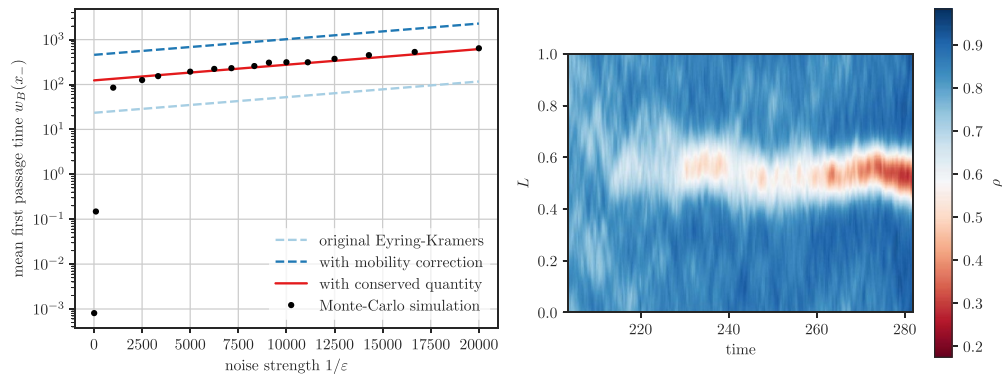 mean first passage time w_B(x_−)
10³
10²
10¹
10⁰
10⁻¹
10⁻²
10⁻³
original Eyring-Kramers
with mobility correction
with conserved quantity
Monte-Carlo simulation
0 2500 5000 7500 10000 12500 15000 17500 20000
noise strength 1/ε
L
1.0
0.8
0.6
0.4
0.2
0.0
220 240 260 280
time
0.9
0.8
0.7
0.6
0.5
0.4
0.3
0.2
ρ